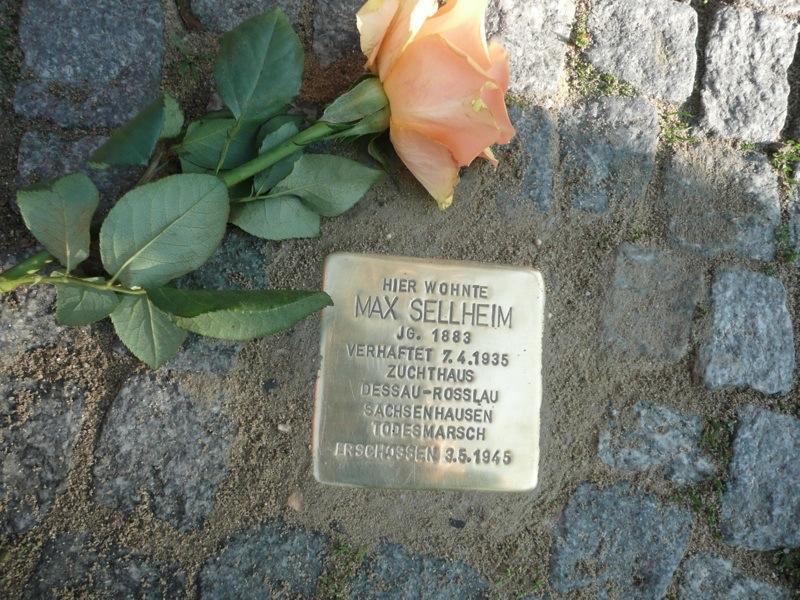 HIER WOHNTE
MAX SELLHEIM
JG. 1883
VERHAFTET 7.4.1935
ZUCHTHAUS
DESSAU-ROSSLAU
SACHSENHAUSEN
TODESMARSCH
ERSCHOSSEN 3.5.1945